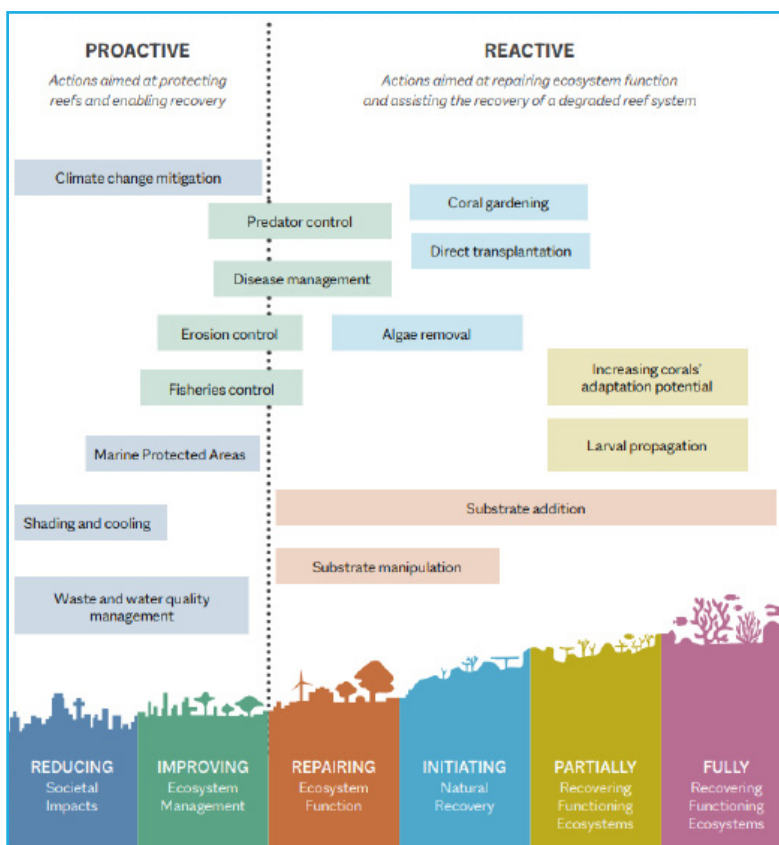 PROACTIVE
Actions aimed at protecting
reefs and enabling recovery
REACTIVE
Actions aimed at repairing ecosystem function
and assisting the recovery of a degraded reef system
Climate change mitigation
Coral gardening
Predator control
Direct transplantation
Disease management
Erosion control
Algae removal
Increasing corals'
adaptation potential
Fisheries control
Marine Protected Areas
Larval propagation
Substrate addition
Shading and cooling
Substrate manipulation
Waste and water quality
management
REDUCING
Societal
Impacts
IMPROVING
Ecosystem
Management
REPAIRING
Ecosystem
Function
INITIATING
Natural
Recovery
PARTIALLY
Recovering
Functioning
Ecosystems
FULLY
Recovering
Functioning
Ecosystems